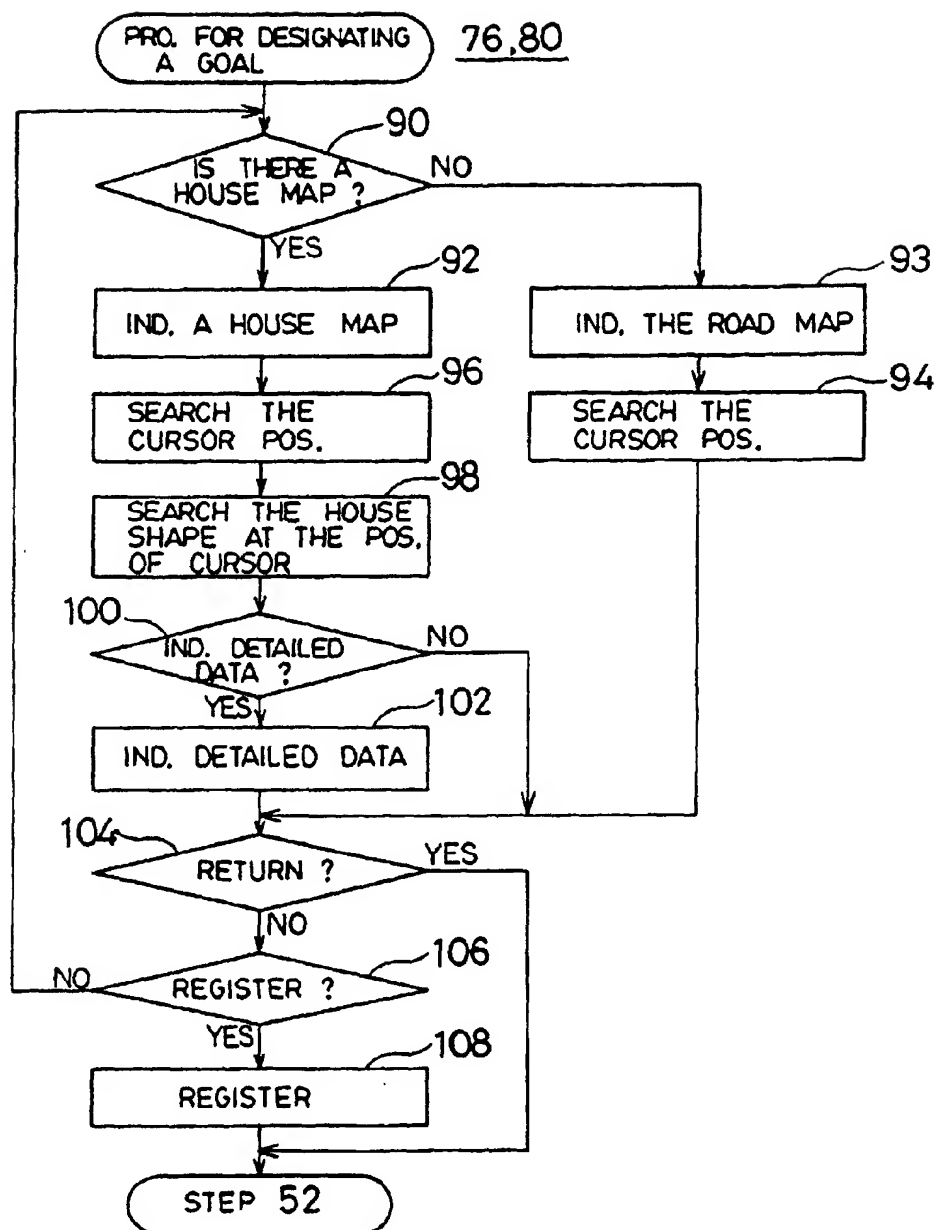 PRO. FOR DESIGNATING
A GOAL
76,80
90
IS THERE A
HOUSE MAP ?
NO
YES
92
IND. A HOUSE MAP
93
IND. THE ROAD MAP
96
SEARCH THE
CURSOR POS.
94
SEARCH THE
CURSOR POS.
98
SEARCH THE HOUSE
SHAPE AT THE POS.
OF CURSOR
100
IND. DETAILED
DATA ?
NO
YES
102
IND. DETAILED DATA
104
RETURN ?
YES
NO
106
REGISTER ?
NO
YES
108
REGISTER
STEP 52